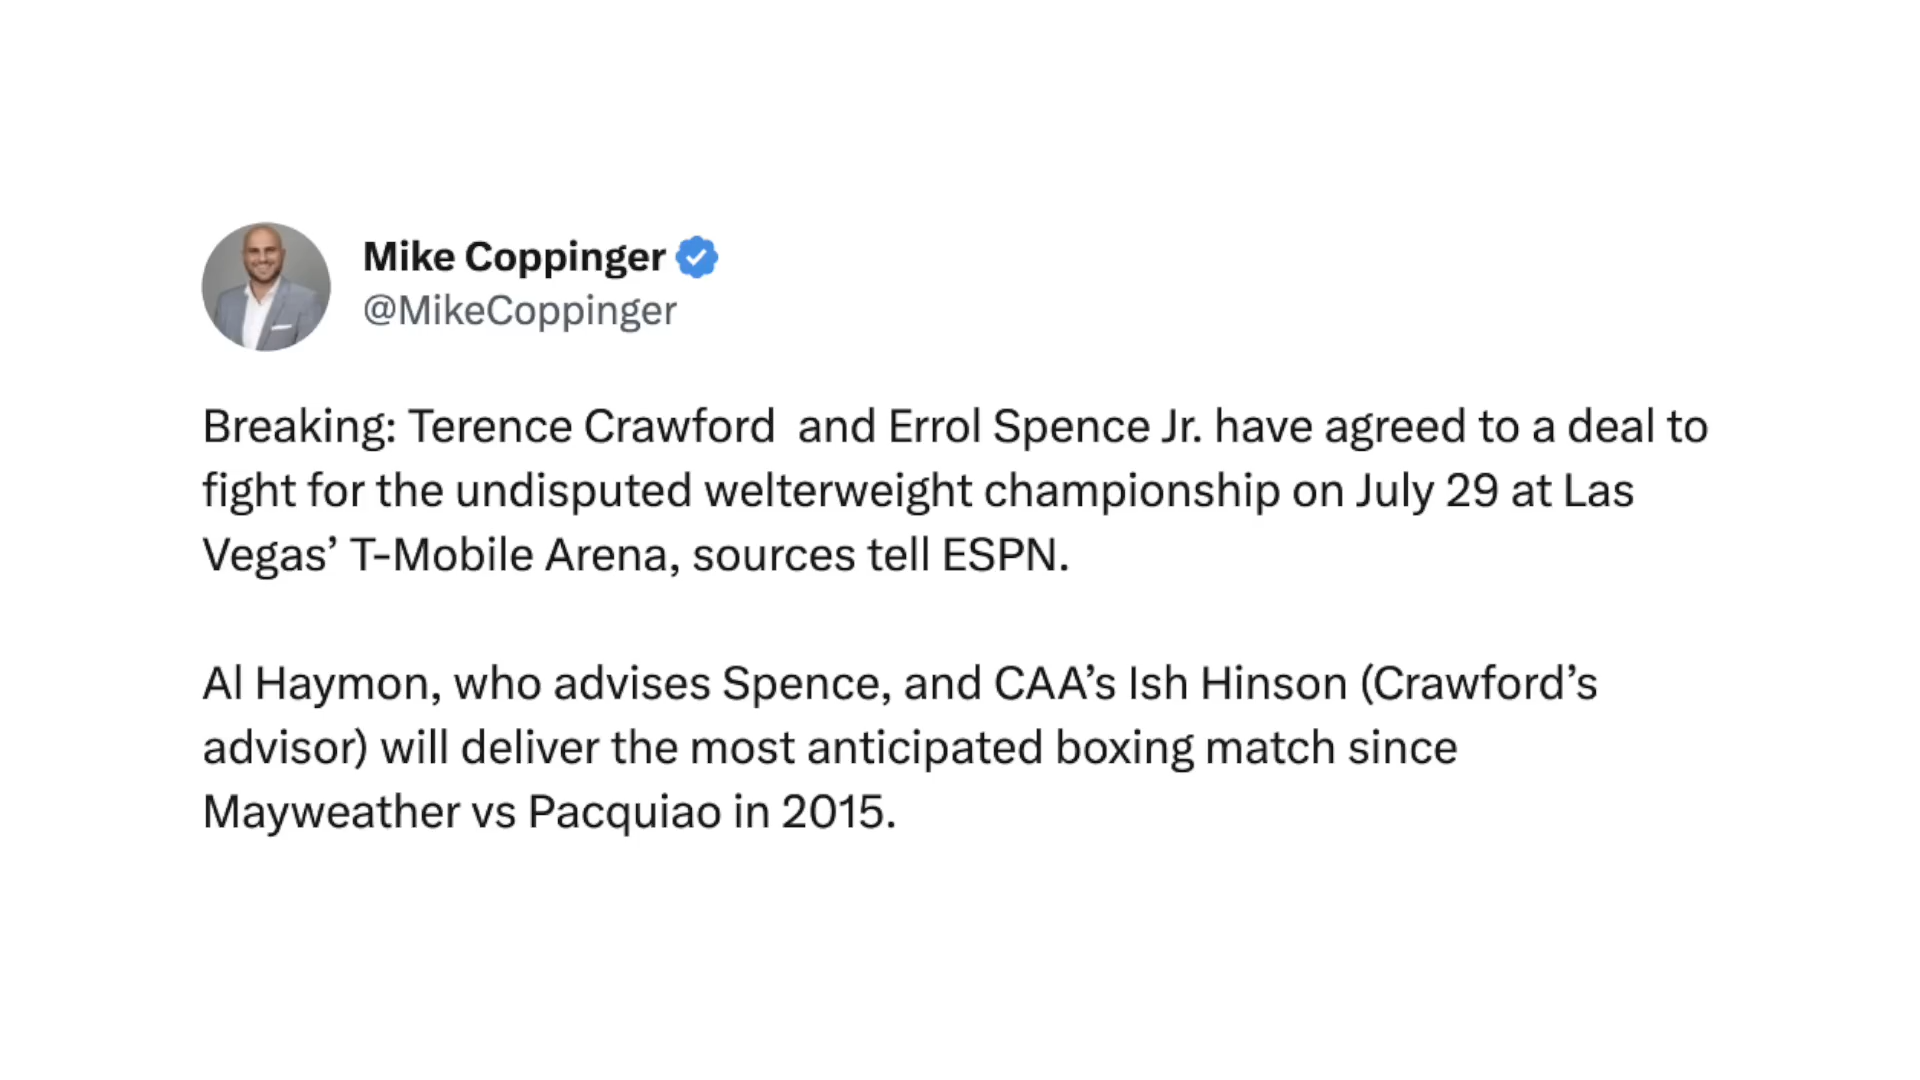 Mike Coppinger
@MikeCoppinger
Breaking: Terence Crawford  and Errol Spence Jr. have agreed to a deal to
fight for the undisputed welterweight championship on July 29 at Las
Vegas’ T-Mobile Arena, sources tell ESPN.
Al Haymon, who advises Spence, and CAA’s Ish Hinson (Crawford’s
advisor) will deliver the most anticipated boxing match since
Mayweather vs Pacquiao in 2015.